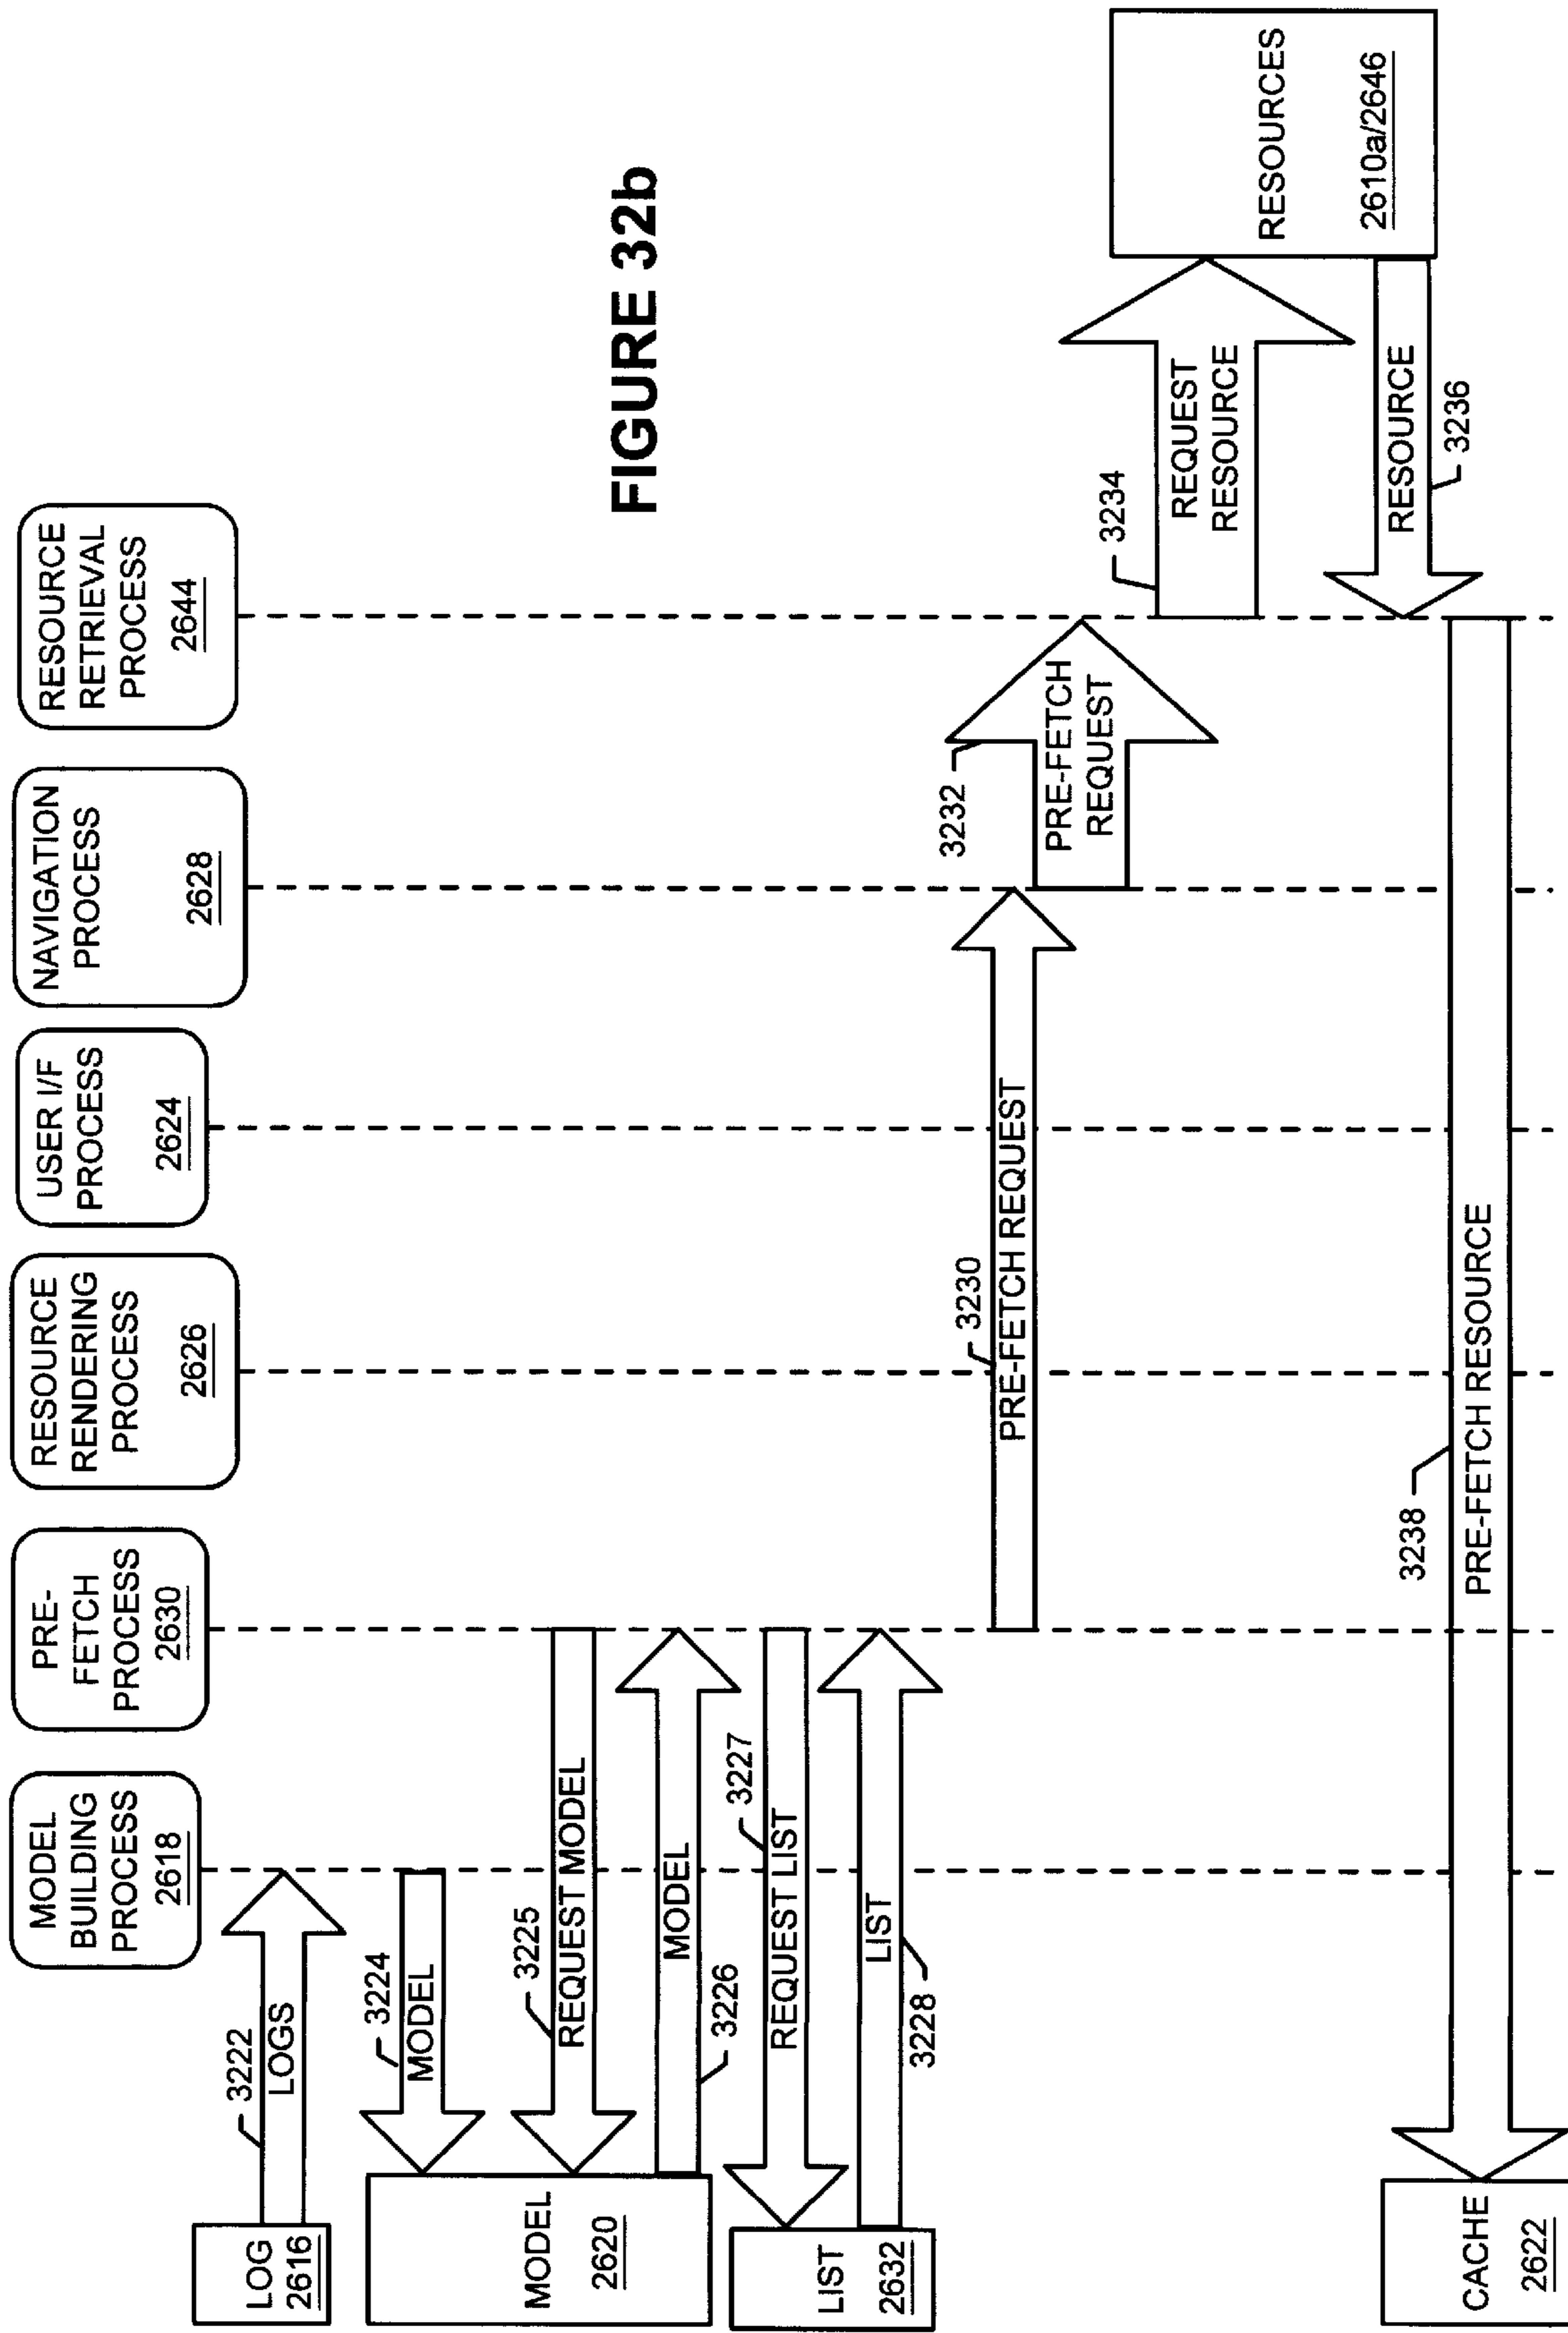 MODEL
BUILDING
PROCESS
2618
PRE-
FETCH
PROCESS
2630
RESOURCE
RENDERING
PROCESS
2626
USER I/F
PROCESS
2624
NAVIGATION
PROCESS
2628
RESOURCE
RETRIEVAL
PROCESS
2644
LOG
2616
3222
LOGS
3224
MODEL
MODEL
2620
3225
REQUEST MODEL
MODEL
3226
LIST
2632
3227
REQUEST LIST
LIST
3228
FIGURE 32b
3230
PRE-FETCH REQUEST
3232
PRE-FETCH
REQUEST
3234
REQUEST
RESOURCE
RESOURCES
2610a/2646
RESOURCE
3236
3238
PRE-FETCH RESOURCE
CACHE
2622